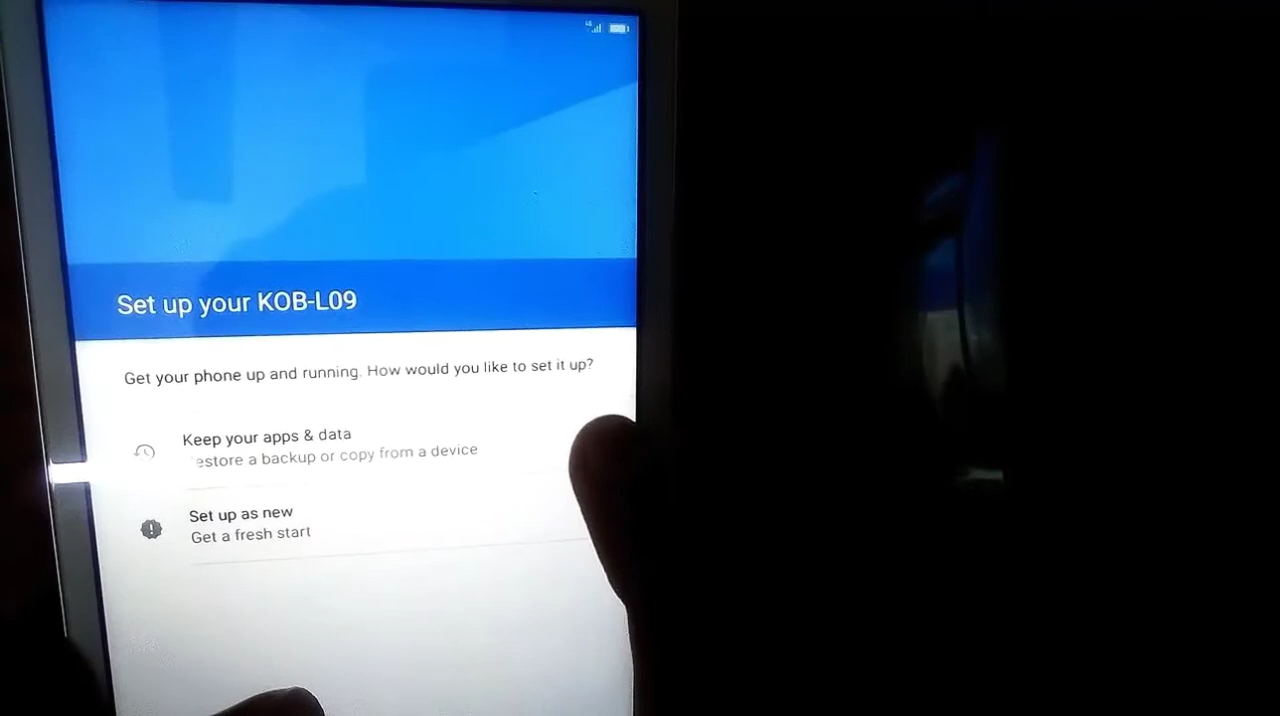 Set up your KOB-L09
Get your phone up and running. How would you like to set it up?
Keep your apps & data
estore a backup or copy from a device
Set up as new
Get a fresh start